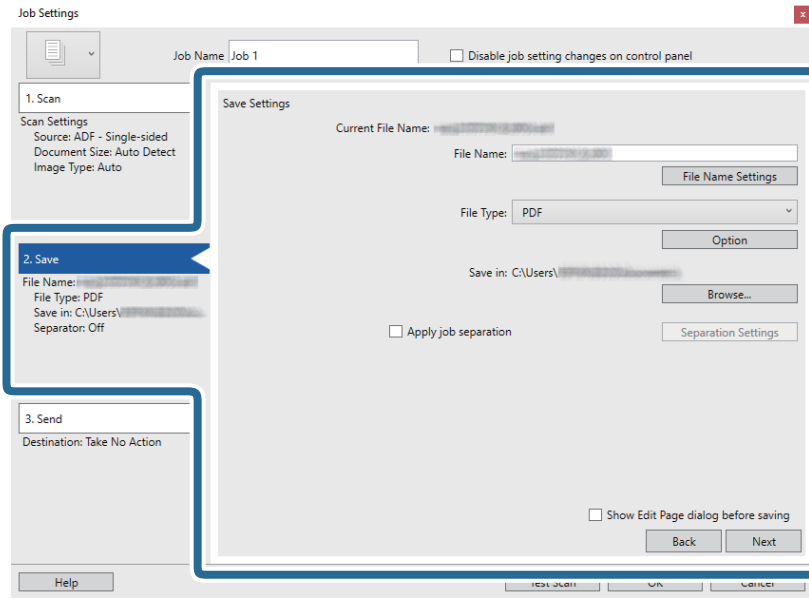 Job Settings
x
Job Name Job 1
Disable job setting changes on control panel
1. Scan
Scan Settings
Source: ADF - Single-sided
Document Size: Auto Detect
Image Type: Auto
2. Save
File Name:
File Type: PDF
Save in: C:\Users\
Separator: Off
3. Send
Destination: Take No Action
Save Settings
Current File Name:
File Name:
File Name Settings
File Type: PDF
Option
Save in: C:\Users\
Browse...
Apply job separation
Separation Settings
Show Edit Page dialog before saving
Back
Next
Help
Test Scan
OK
Cancel